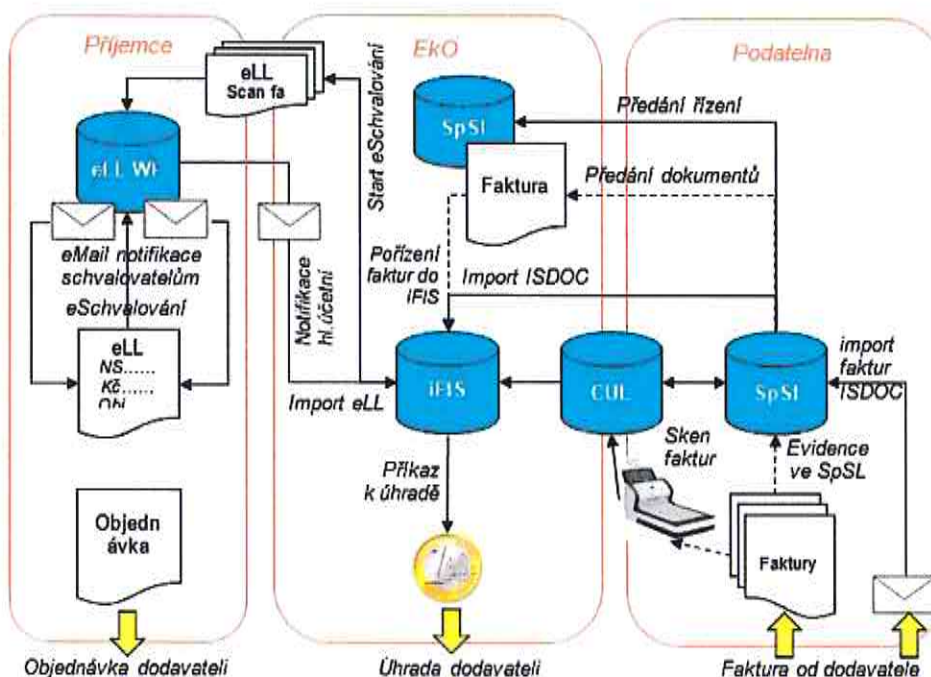 Příjemce
EkO
Podatelna
eLL
Scan fa
Start eSchvalování
SpSl
Předání řízení
eLL WF
Faktura
Předání dokumentů
eMail notifikace
schvalovatelům
eSchvalování
Notifikace
hl.účetní
Pořízení
faktur do
iFIS
Import ISDOC
eLL
NS......
Kč......
Obj
Import eLL
iFIS
CUL
SpSl
import
faktur
ISDOC
Sken
faktur
Evidence
ve SpSL
Příkaz
k úhradě
Objedn
ávka
Faktury
Objednávka dodavateli
Úhrada dodavateli
Faktura od dodavatele